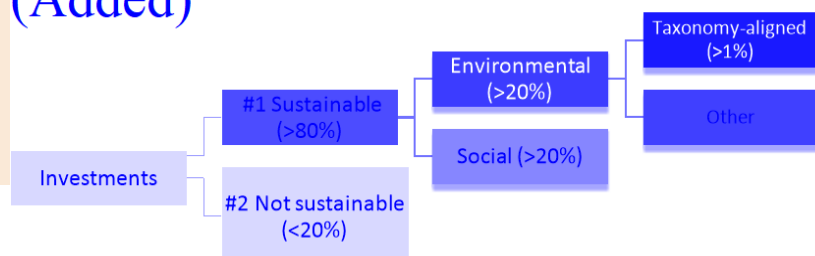 (Added)
Taxonomy-aligned
(>1%)
Environmental
(>20%)
#1 Sustainable
(>80%)
Other
Social (>20%)
Investments
#2 Not sustainable
(<20%)